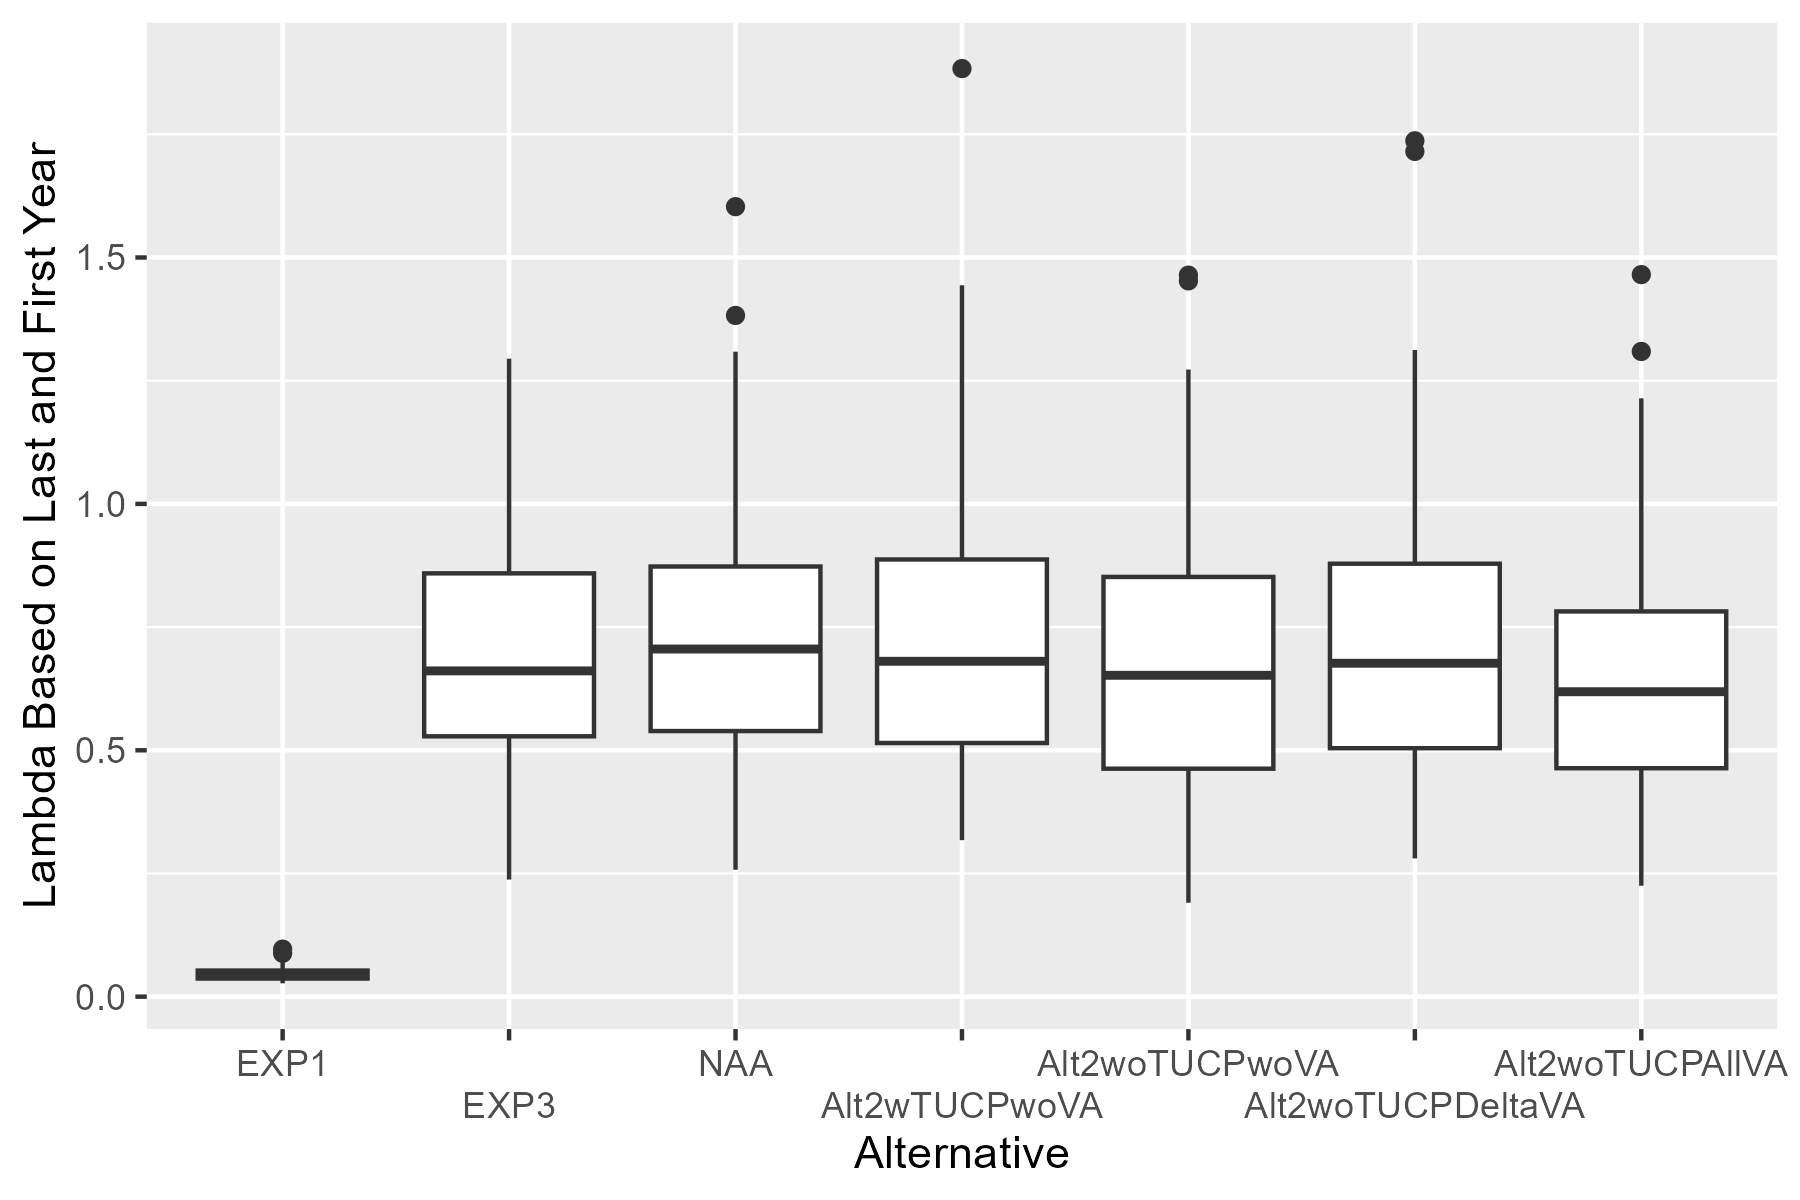 Lambda Based on Last and First Year
1.5
1.0
0.5
0.0
EXP1
EXP3
NAA
Alt2wTUCPwoVA
Alt2woTUCPwoVA
Alt2woTUCPDeltaVA
Alt2woTUCPAllVA
Alternative